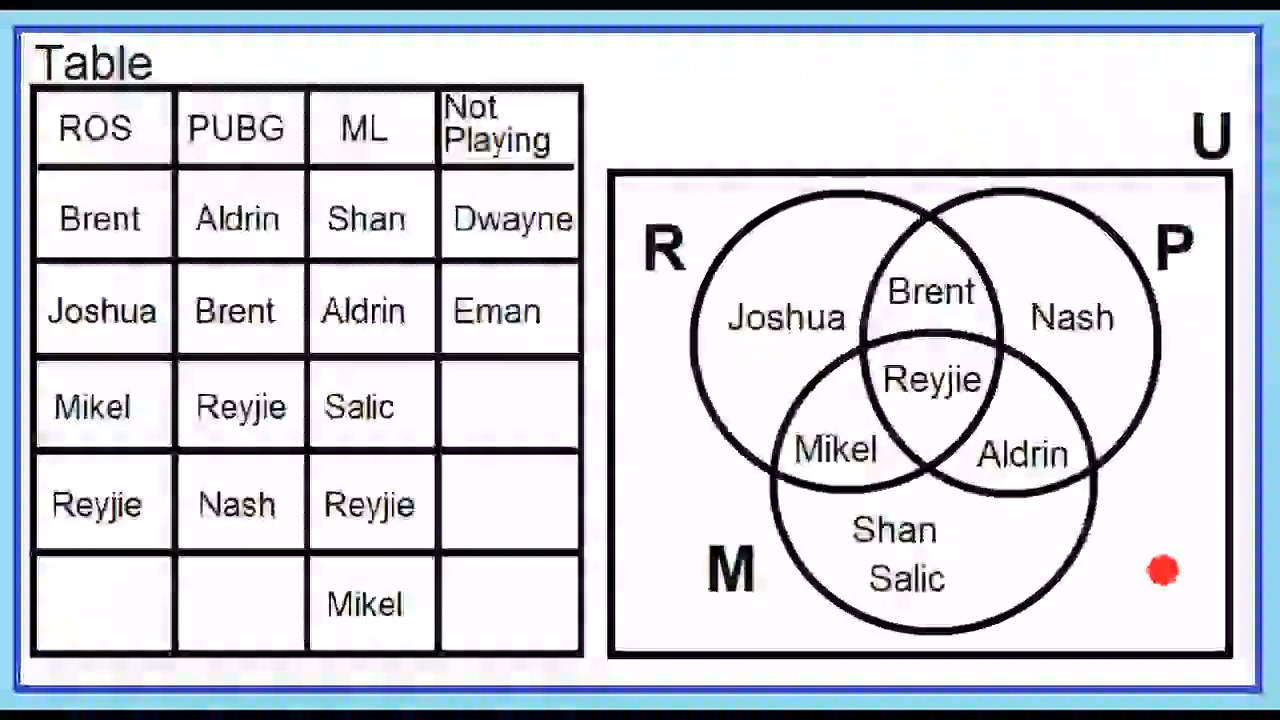 Table
ROS PUBG ML Not Playing
Brent Aldrin Shan Dwayne
Joshua Brent Aldrin Eman
Mikel Reyjie Salic
Reyjie Nash Reyjie
Mikel
U
R P
Brent
Joshua Nash
Reyjie
Mikel Aldrin
Shan
M Salic